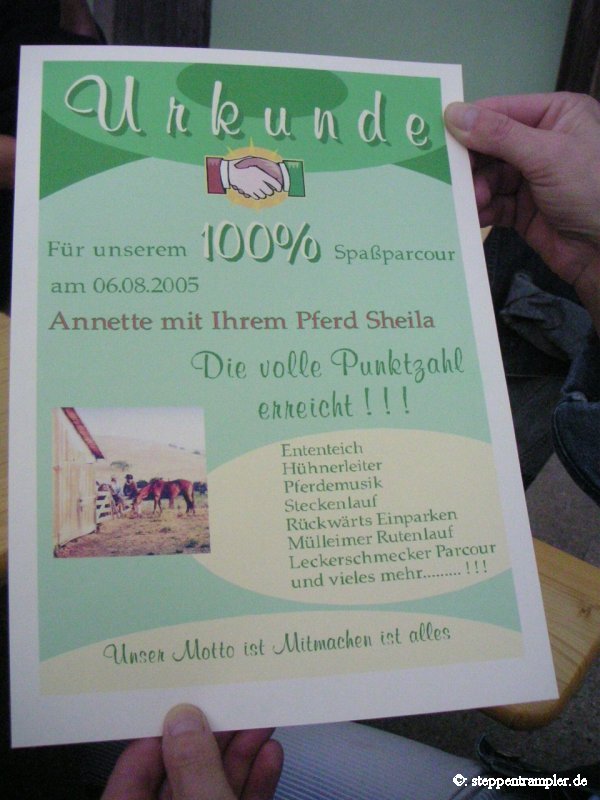 Urkunde
Für unserem 100% Spaßparcour
am 06.08.2005
Annette mit Ihrem Pferd Sheila
Die volle Punktzahl
erreicht ! ! !
Ententeich
Hühnerleiter
Pferdemusik
Steckenlauf
Rückwärts Einparken
Mülleimer Rutenlauf
Leckerschmecker Parcour
und vieles mehr......... ! ! !
Unser Motto ist Mitmachen ist alles
©: steppentrampler.de